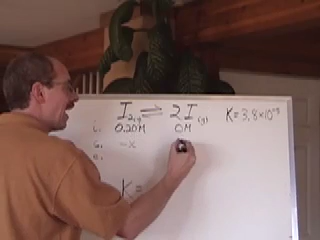 I₂(g) ⇌ 2I (g) K = 3.8×10⁻⁵
i. 0.20M 0M
c. -x
e.
K =